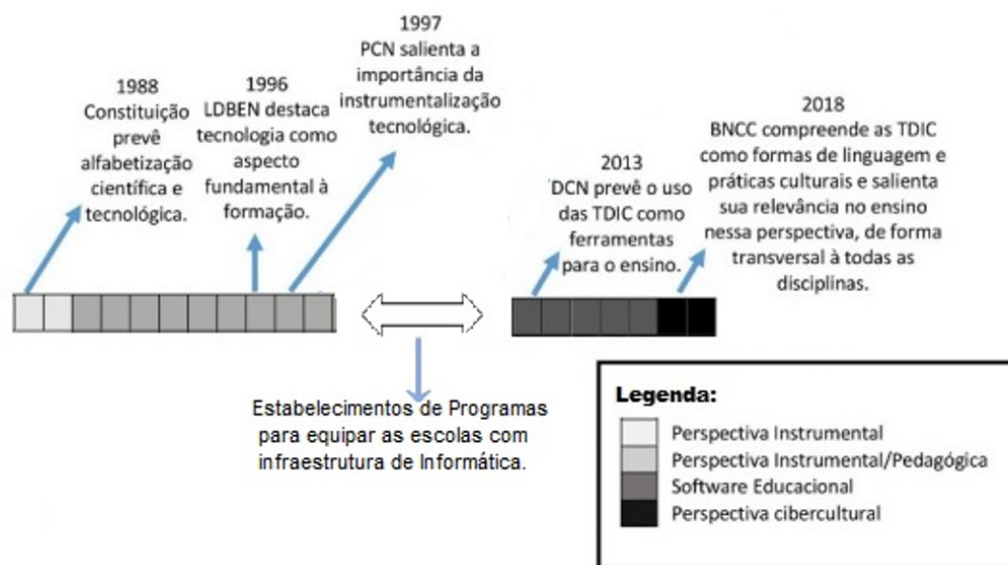 1988
Constituição
prevê
alfabetização
científica e
tecnológica.
1996
LDBEN destaca
tecnologia como
aspecto
fundamental à
formação.
1997
PCN salienta a
importância da
instrumentalização
tecnológica.
2013
DCN prevê o uso
das TDIC como
ferramentas
para o ensino.
2018
BNCC compreende as TDIC
como formas de linguagem e
práticas culturais e salienta
sua relevância no ensino
nessa perspectiva, de forma
transversal à todas as
disciplinas.
Estabelecimentos de Programas
para equipar as escolas com
infraestrutura de Informática.
Legenda:
Perspectiva Instrumental
Perspectiva Instrumental/Pedagógica
Software Educacional
Perspectiva cibercultural